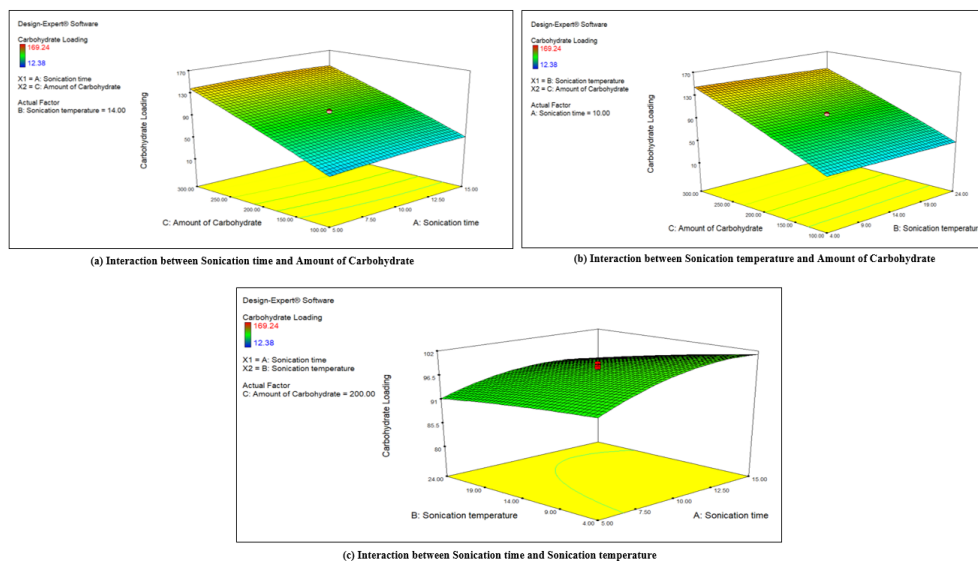 Design-Expert® Software
Carbohydrate Loading
169.24
12.38
X1 = A: Sonication time
X2 = C: Amount of Carbohydrate
Actual Factor
B: Sonication temperature = 14.00
Carbohydrate Loading
170
130
90
50
10
300.00
250.00
200.00
150.00
100.00
5.00
7.50
10.00
12.50
15.00
C: Amount of Carbohydrate
A: Sonication time
(a) Interaction between Sonication time and Amount of Carbohydrate
Design-Expert® Software
Carbohydrate Loading
169.24
12.38
X1 = B: Sonication temperature
X2 = C: Amount of Carbohydrate
Actual Factor
A: Sonication time = 10.00
Carbohydrate Loading
170
130
90
50
10
300.00
250.00
200.00
150.00
100.00
4.00
9.00
14.00
19.00
24.00
C: Amount of Carbohydrate
B: Sonication temperature
(b) Interaction between Sonication temperature and Amount of Carbohydrate
Design-Expert® Software
Carbohydrate Loading
169.24
12.38
X1 = A: Sonication time
X2 = B: Sonication temperature
Actual Factor
C: Amount of Carbohydrate = 200.00
Carbohydrate Loading
102
96.5
91
85.5
80
24.00
19.00
14.00
9.00
4.00
5.00
7.50
10.00
12.50
15.00
B: Sonication temperature
A: Sonication time
(c) Interaction between Sonication time and Sonication temperature